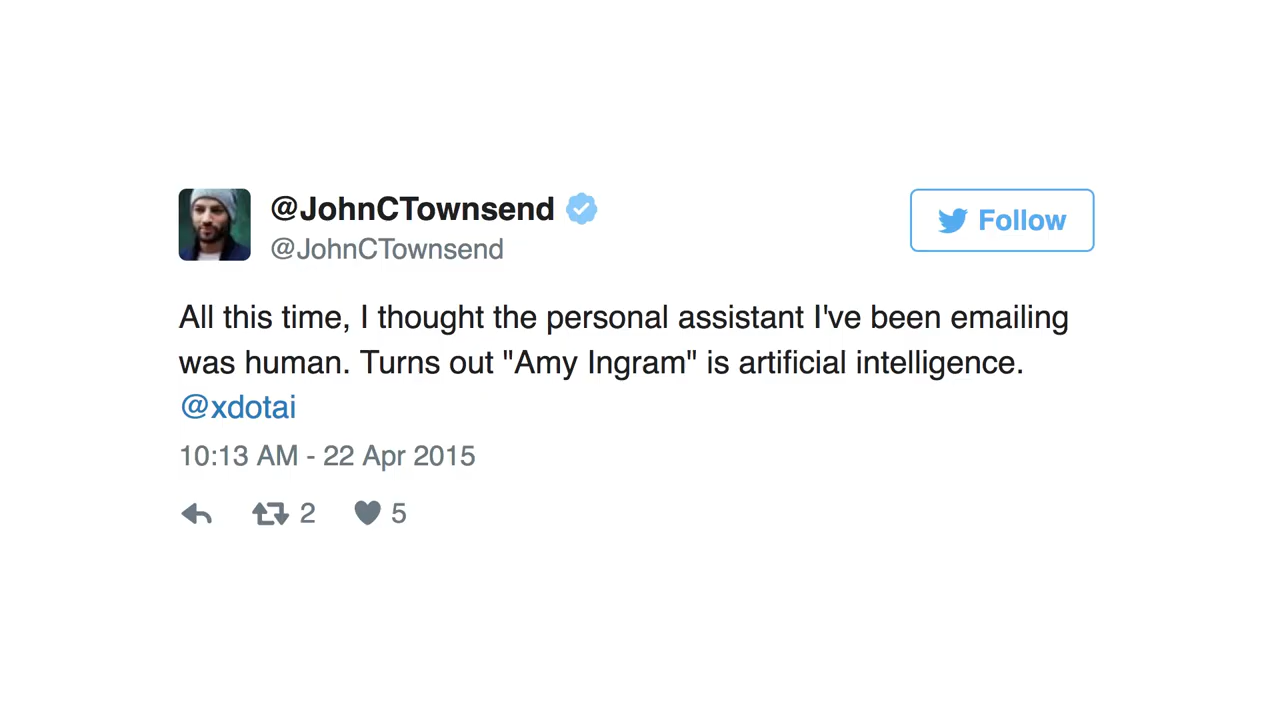 @JohnCTownsend
@JohnCTownsend
Follow
All this time, I thought the personal assistant I've been emailing
was human. Turns out "Amy Ingram" is artificial intelligence.
@xdotai
10:13 AM - 22 Apr 2015
2 5